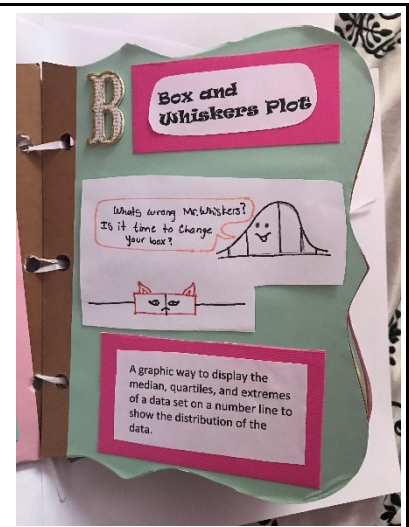 B
Box and
Whiskers Plot
Whats wrong Mr. Whiskers?
Is it time to Change
your box?
A graphic way to display the
median, quartiles, and extremes
of a data set on a number line to
show the distribution of the
data.